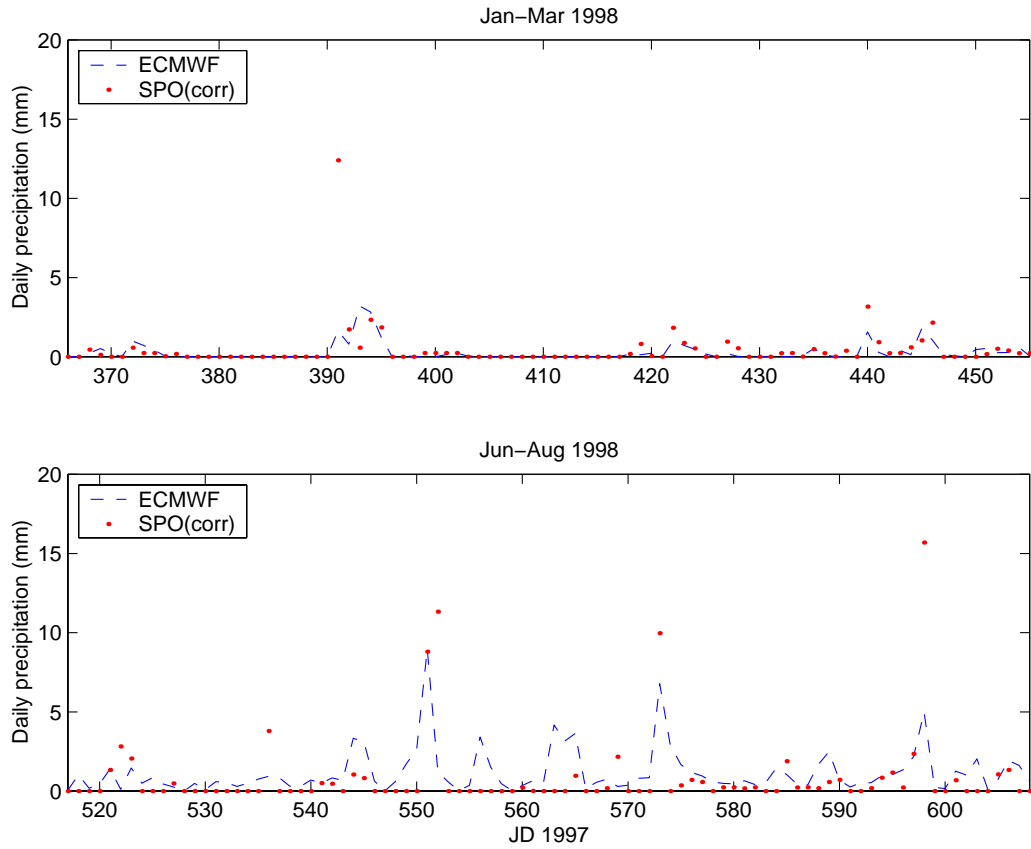 Jan−Mar 1998
20
15
10
5
0
Daily precipitation (mm)
ECMWF
SPO(corr)
370 380 390 400 410 420 430 440 450
Jun−Aug 1998
20
15
10
5
0
Daily precipitation (mm)
ECMWF
SPO(corr)
520 530 540 550 560 570 580 590 600
JD 1997